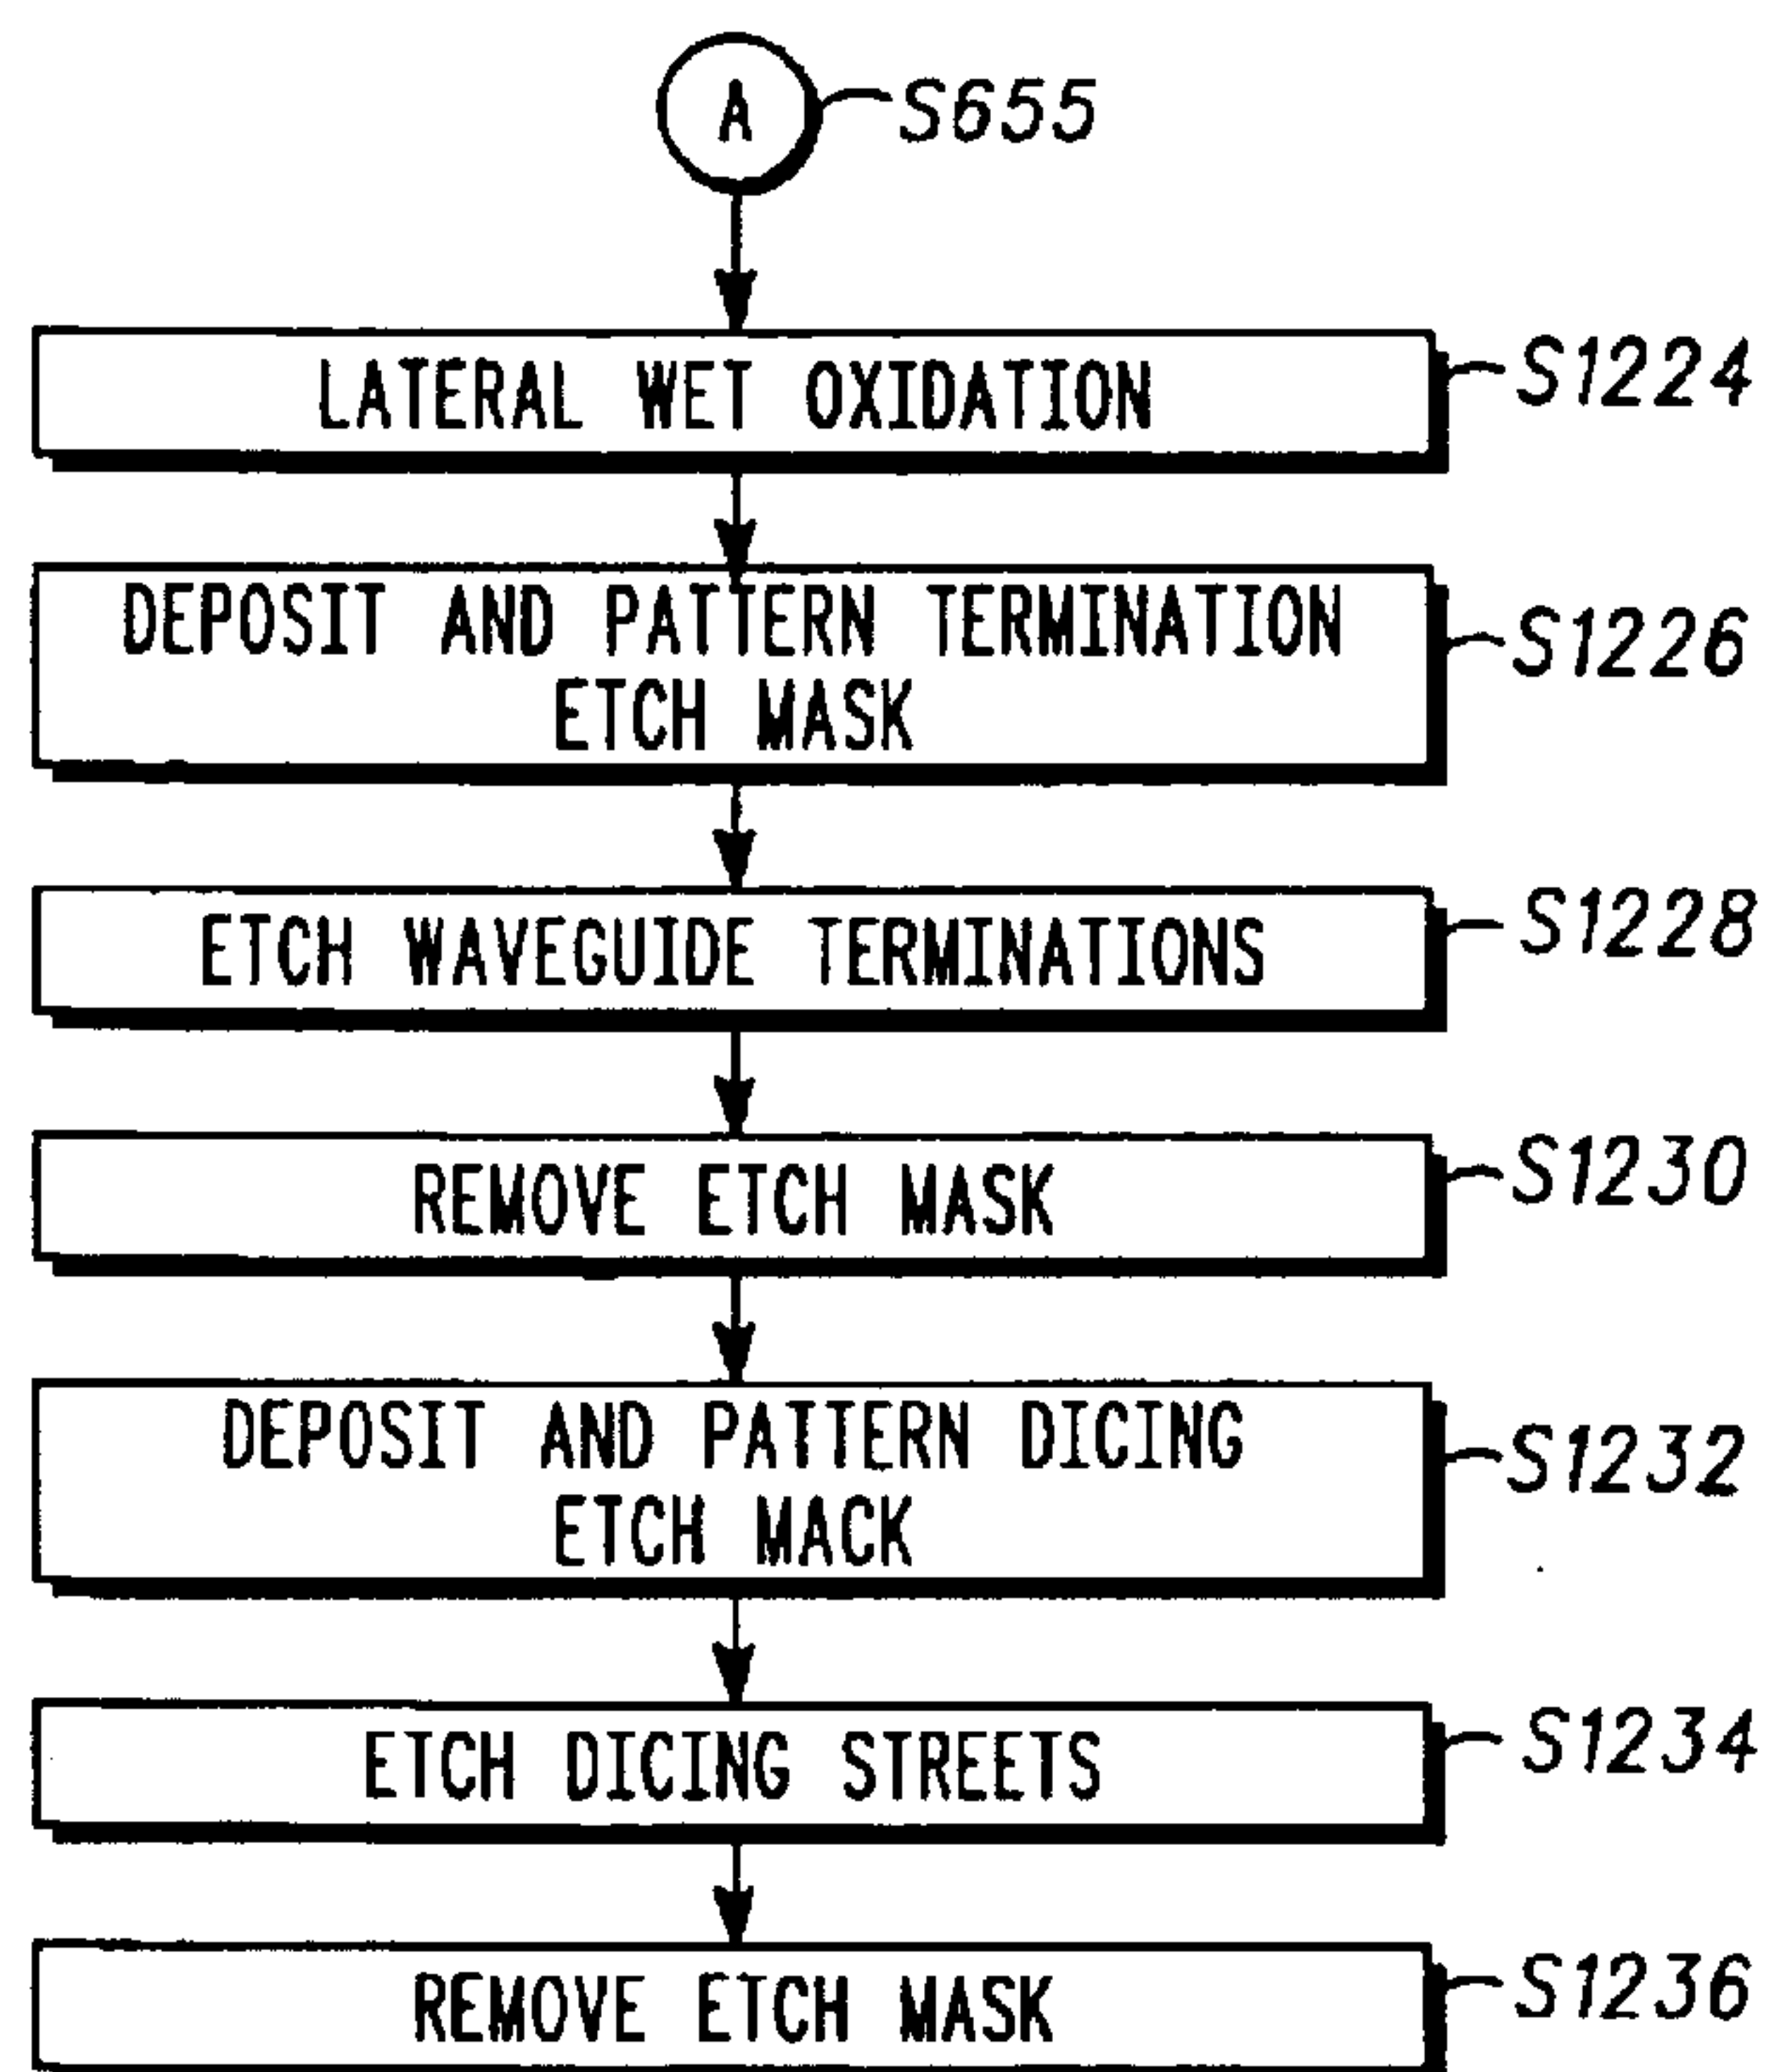 A S655
LATERAL WET OXIDATION S1224
DEPOSIT AND PATTERN TERMINATION S1226
ETCH MASK
ETCH WAVEGUIDE TERMINATIONS S1228
REMOVE ETCH MASK S1230
DEPOSIT AND PATTERN DICING S1232
ETCH MACK
ETCH DICING STREETS S1234
REMOVE ETCH MASK S1236